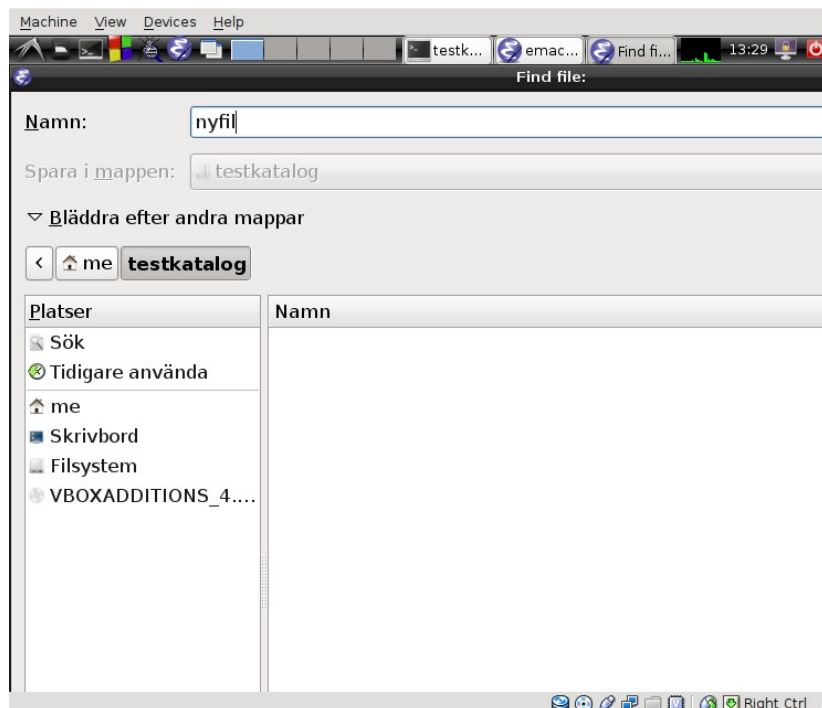 Machine View Devices Help
testk... emac... Find fi... 13:29
Find file:
Namn: nyfil
Spara i mappen: testkatalog
Bläddra efter andra mappar
me testkatalog
Platser Namn
Sök
Tidigare använda
me
Skrivbord
Filsystem
VBOXADDITIONS_4....
Right Ctrl